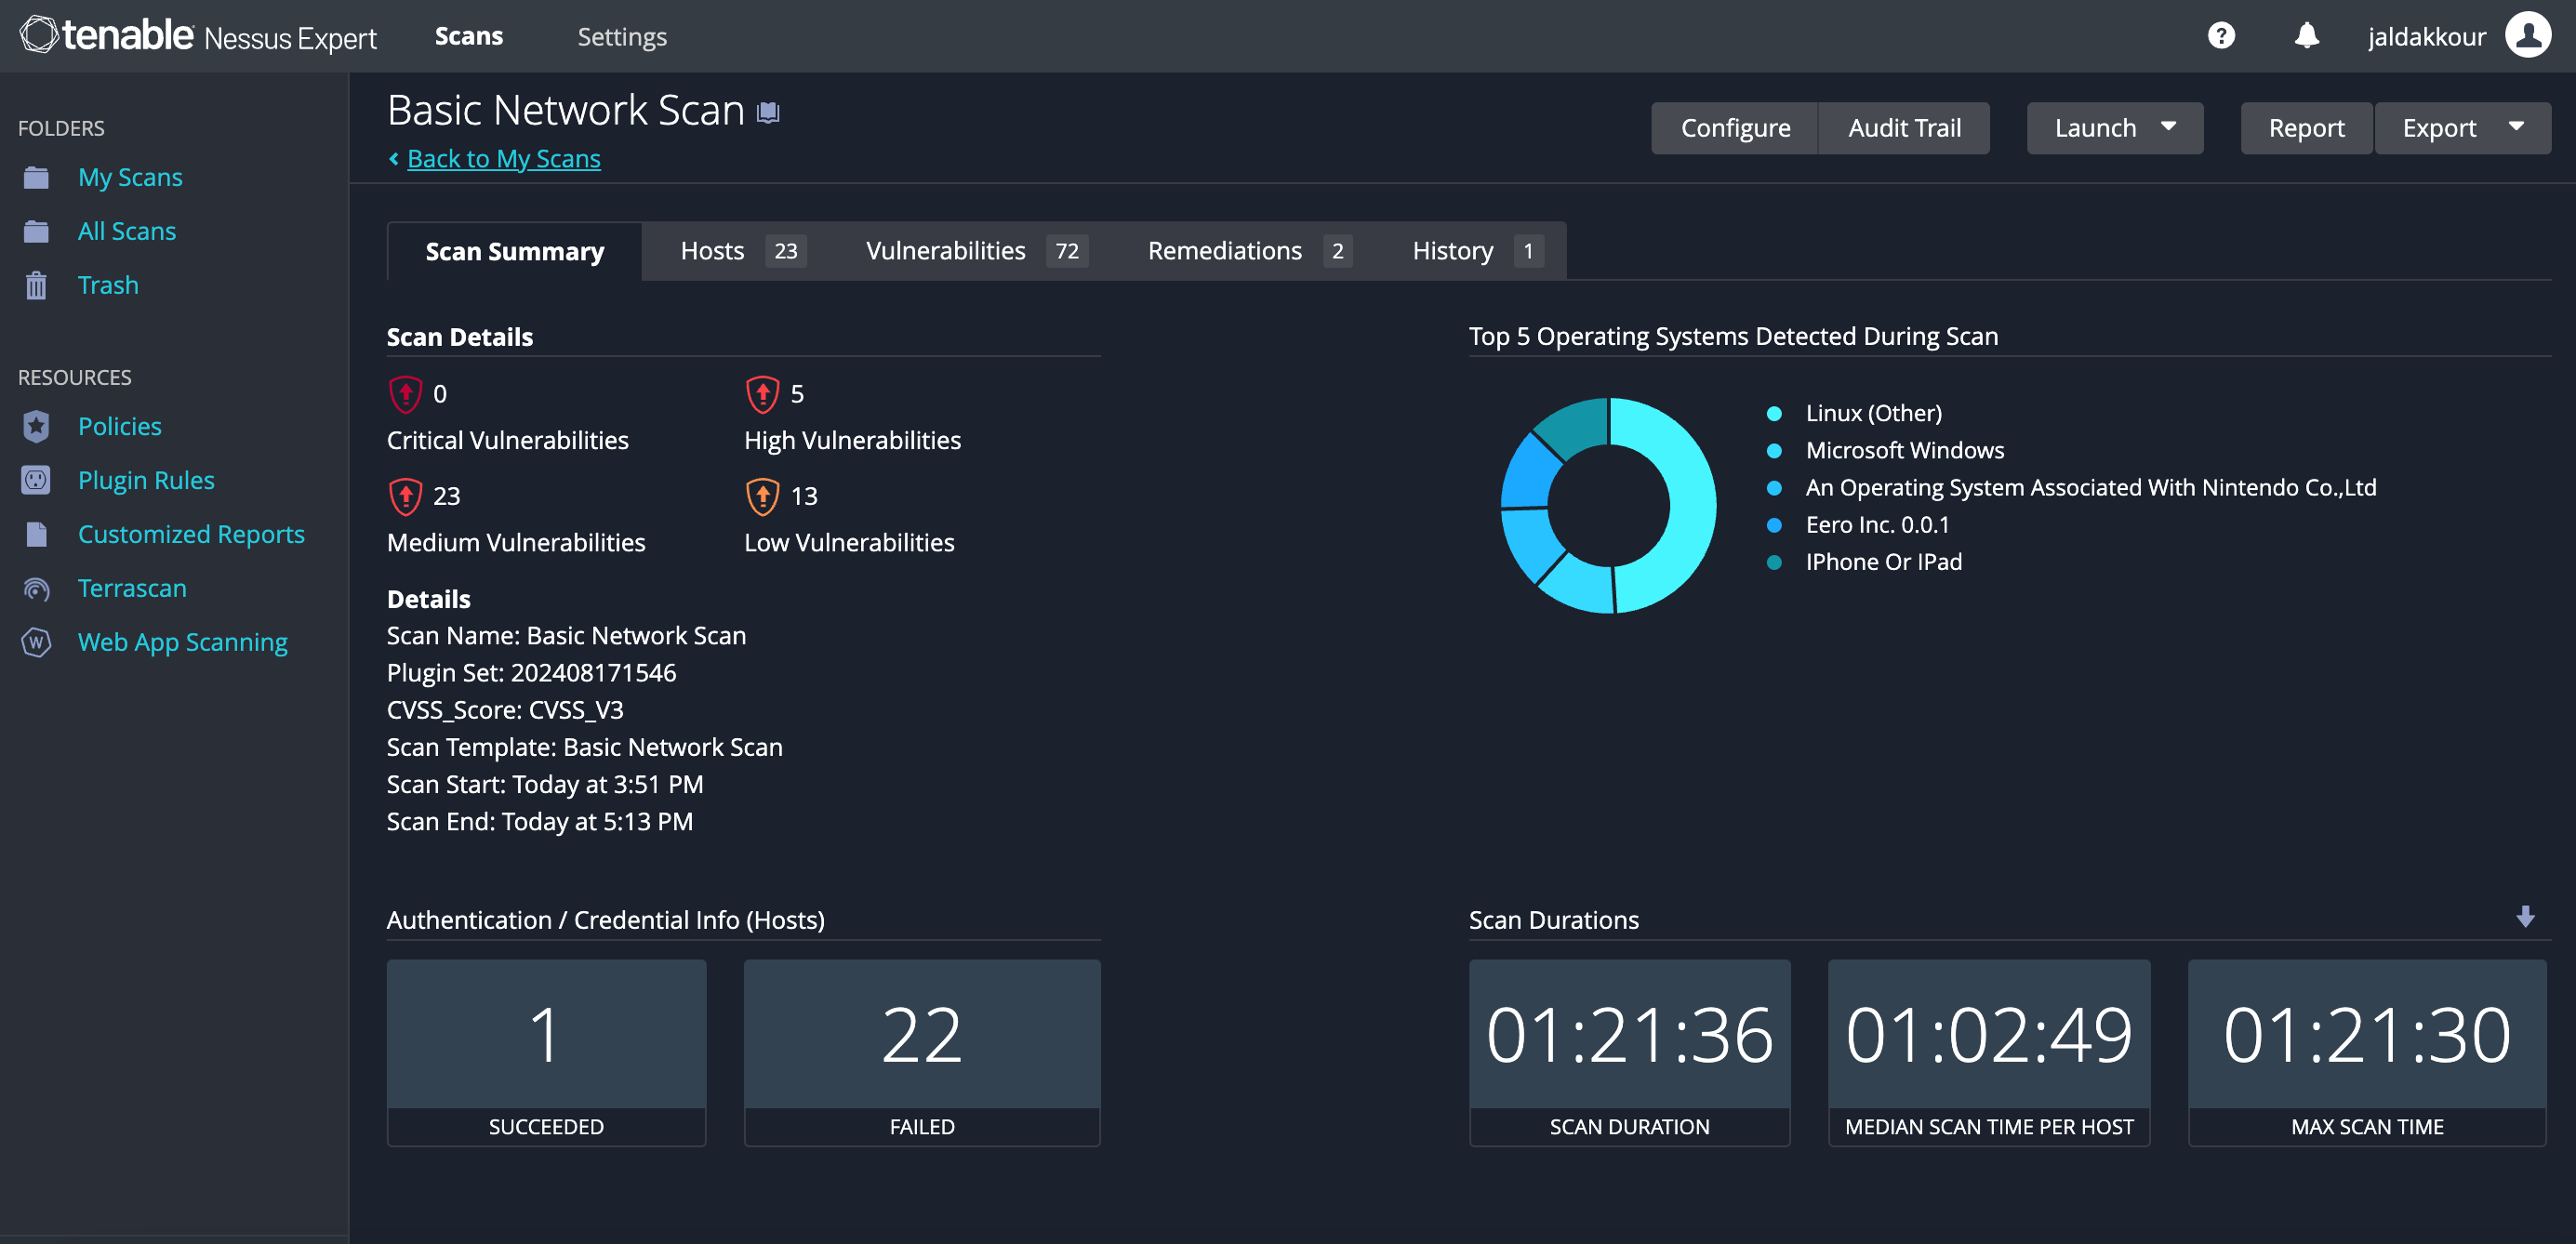 tenable Nessus Expert Scans Settings ? jaldakkour
FOLDERS
My Scans
All Scans
Trash
RESOURCES
Policies
Plugin Rules
Customized Reports
Terrascan
W Web App Scanning
Basic Network Scan
Back to My Scans
Configure Audit Trail Launch Report Export
Scan Summary Hosts 23 Vulnerabilities 72 Remediations 2 History 1
Scan Details
0
Critical Vulnerabilities
5
High Vulnerabilities
23
Medium Vulnerabilities
13
Low Vulnerabilities
Details
Scan Name: Basic Network Scan
Plugin Set: 202408171546
CVSS_Score: CVSS_V3
Scan Template: Basic Network Scan
Scan Start: Today at 3:51 PM
Scan End: Today at 5:13 PM
Top 5 Operating Systems Detected During Scan
Linux (Other)
Microsoft Windows
An Operating System Associated With Nintendo Co.,Ltd
Eero Inc. 0.0.1
IPhone Or IPad
Authentication / Credential Info (Hosts)
1
SUCCEEDED
22
FAILED
Scan Durations
01:21:36
SCAN DURATION
01:02:49
MEDIAN SCAN TIME PER HOST
01:21:30
MAX SCAN TIME